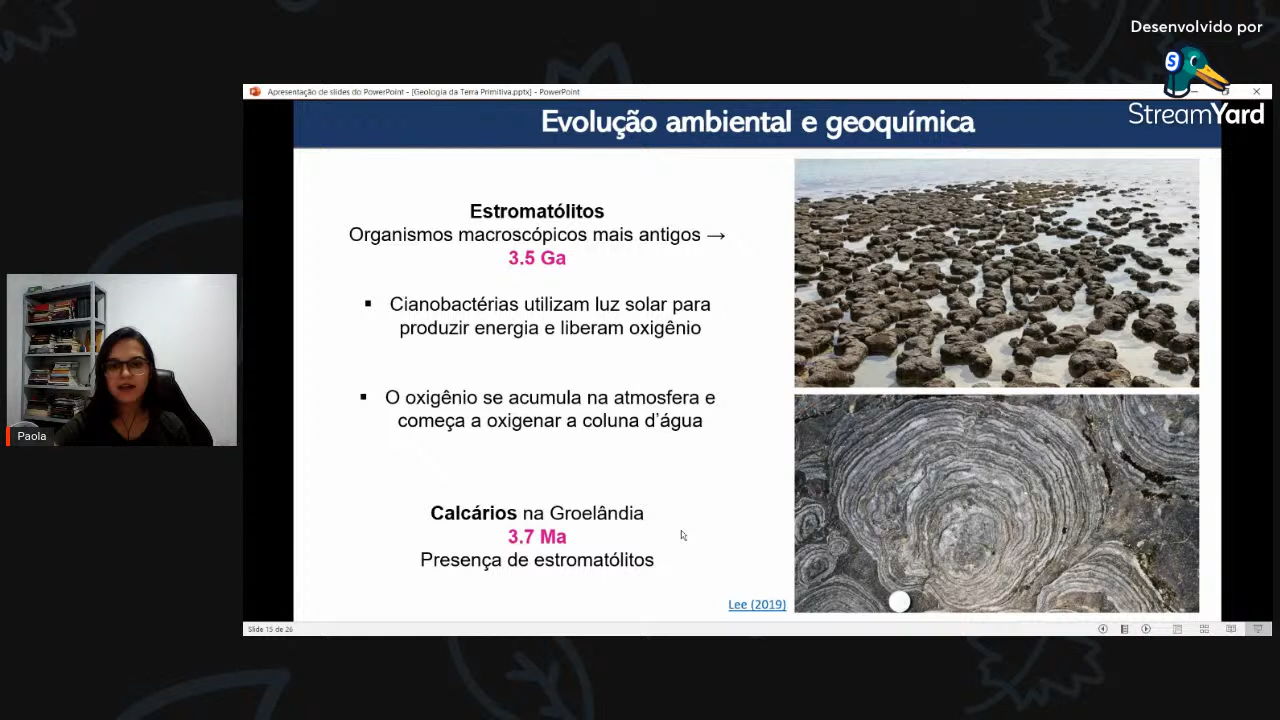 Desenvolvido por
StreamYard
Apresentação de slides do PowerPoint - [Geologia da Terra Primitiva.pptx] - PowerPoint
Evolução ambiental e geoquímica
Estromatólitos
Organismos macroscópicos mais antigos →
3.5 Ga
▪ Cianobactérias utilizam luz solar para
produzir energia e liberam oxigênio
▪ O oxigênio se acumula na atmosfera e
começa a oxigenar a coluna d'água
Calcários na Groelândia
3.7 Ma
Presença de estromatólitos
Lee (2019)
Paola
Slide 15 de 26